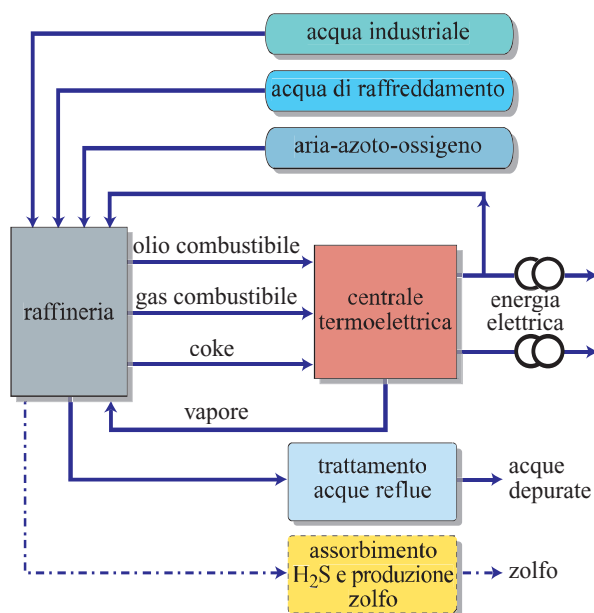 acqua industriale
acqua di raffreddamento
aria-azoto-ossigeno
olio combustibile
raffineria
gas combustibile
coke
centrale
termoelettrica
energia
elettrica
vapore
trattamento
acque reflue
acque
depurate
assorbimento
H₂S e produzione
zolfo
zolfo